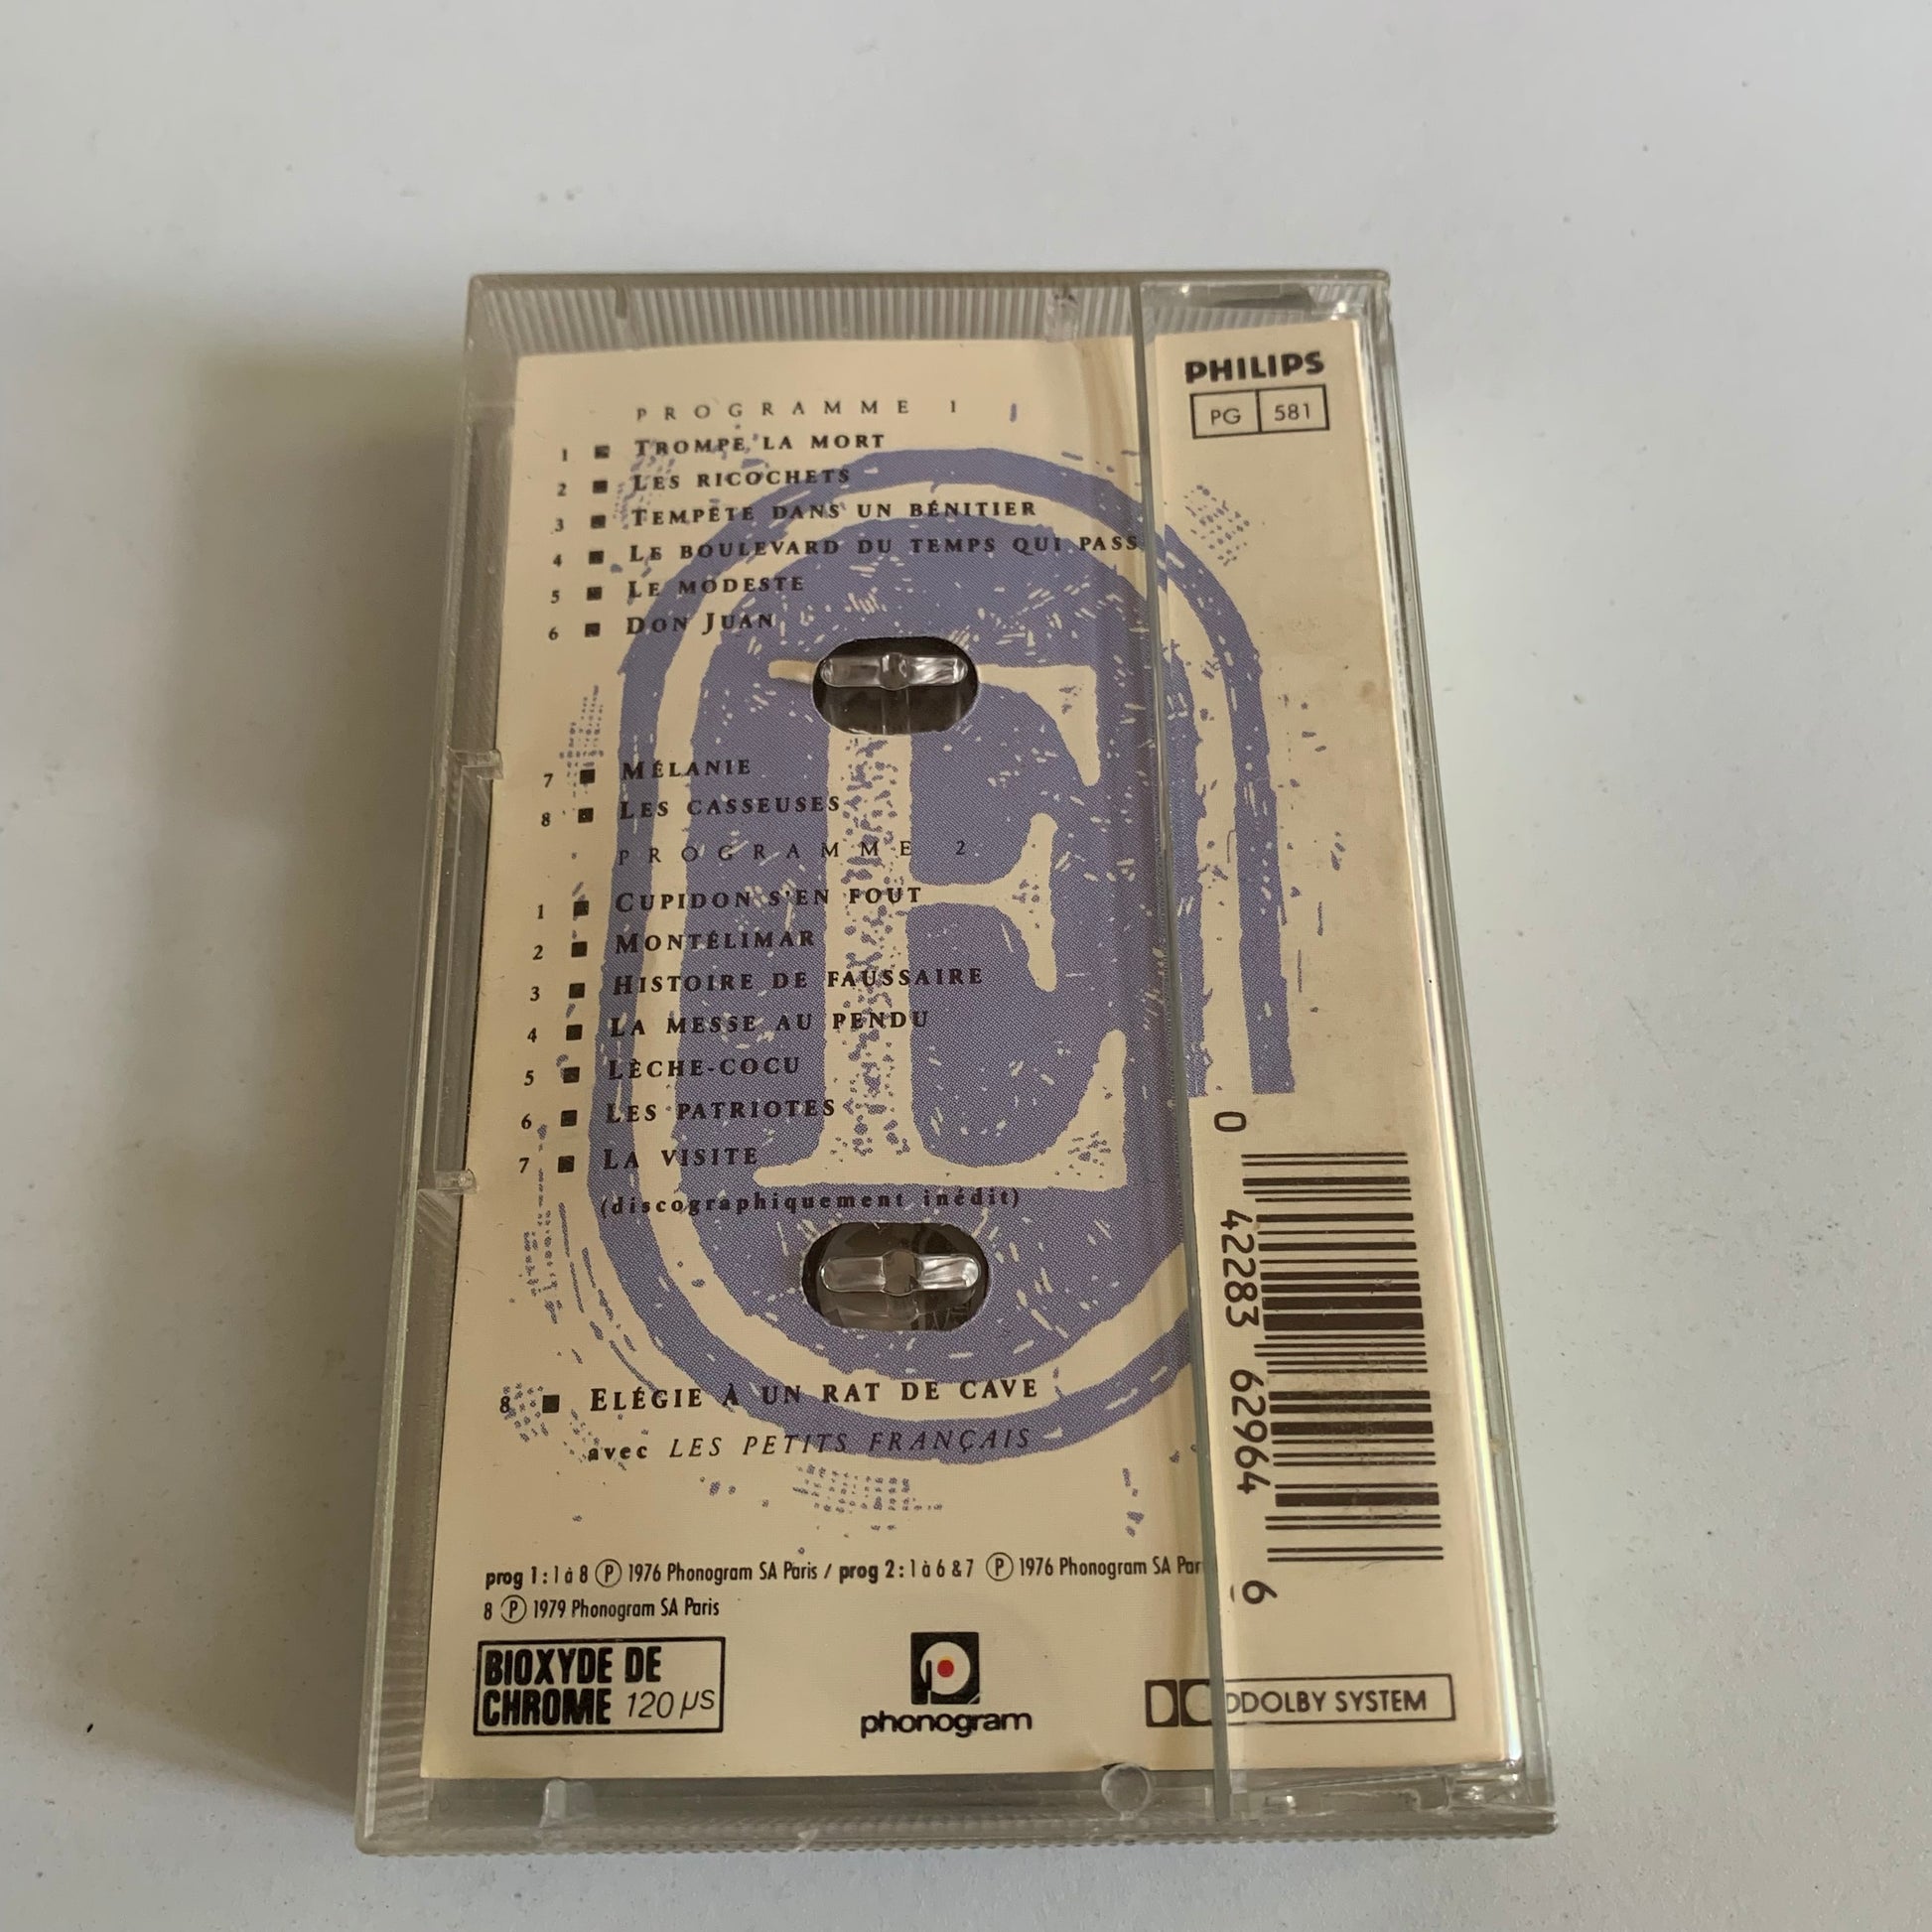 PHILIPS
PG 581
PROGRAMME 1
1 ■ TROMPE LA MORT
2 ■ LES RICOCHETS
3 ■ TEMPÊTE DANS UN BÉNITIER
4 ■ LE BOULEVARD DU TEMPS QUI PASS
5 ■ LE MODESTE
6 ■ DON JUAN
7 ■ MÉLANIE
8 ■ LES CASSEUSES
PROGRAMME 2
1 ■ CUPIDON S'EN FOUT
2 ■ MONTÉLIMAR
3 ■ HISTOIRE DE FAUSSAIRE
4 ■ LA MESSE AU PENDU
5 ■ LÈCHE-COCU
6 ■ LES PATRIOTES
7 ■ LA VISITE
(discographiquement inédit)
8 ■ ELÉGIE À UN RAT DE CAVE
avec LES PETITS FRANÇAIS
E
prog 1 : 1 à 8 ℗ 1976 Phonogram SA Paris / prog 2 : 1 à 6 & 7 ℗ 1976 Phonogram SA Par
8 ℗ 1979 Phonogram SA Paris
BIOXYDE DE
CHROME 120 µs
phonogram
DOLBY SYSTEM
0 42283 62964 6